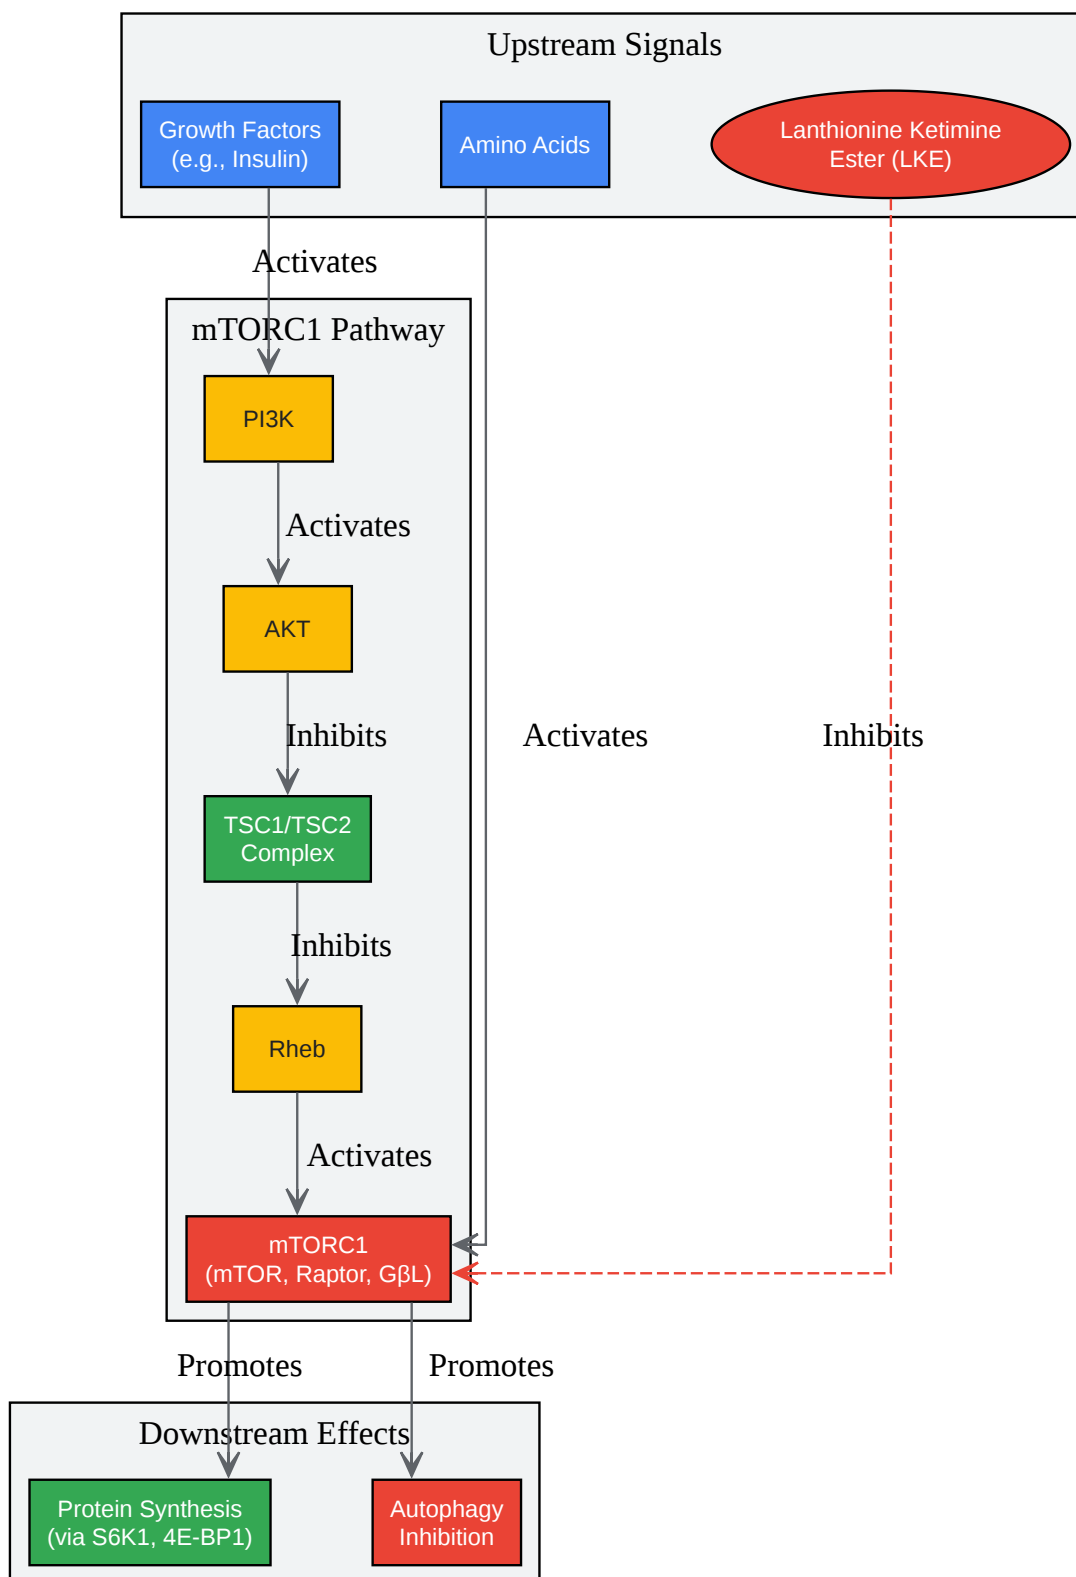 Upstream Signals
Growth Factors
(e.g., Insulin)
Amino Acids
Lanthionine Ketimine
Ester (LKE)
Activates
mTORC1 Pathway
PI3K
Activates
AKT
Inhibits
Activates
Inhibits
TSC1/TSC2
Complex
Inhibits
Rheb
Activates
mTORC1
(mTOR, Raptor, GβL)
Promotes
Promotes
Downstream Effects
Protein Synthesis
(via S6K1, 4E-BP1)
Autophagy
Inhibition